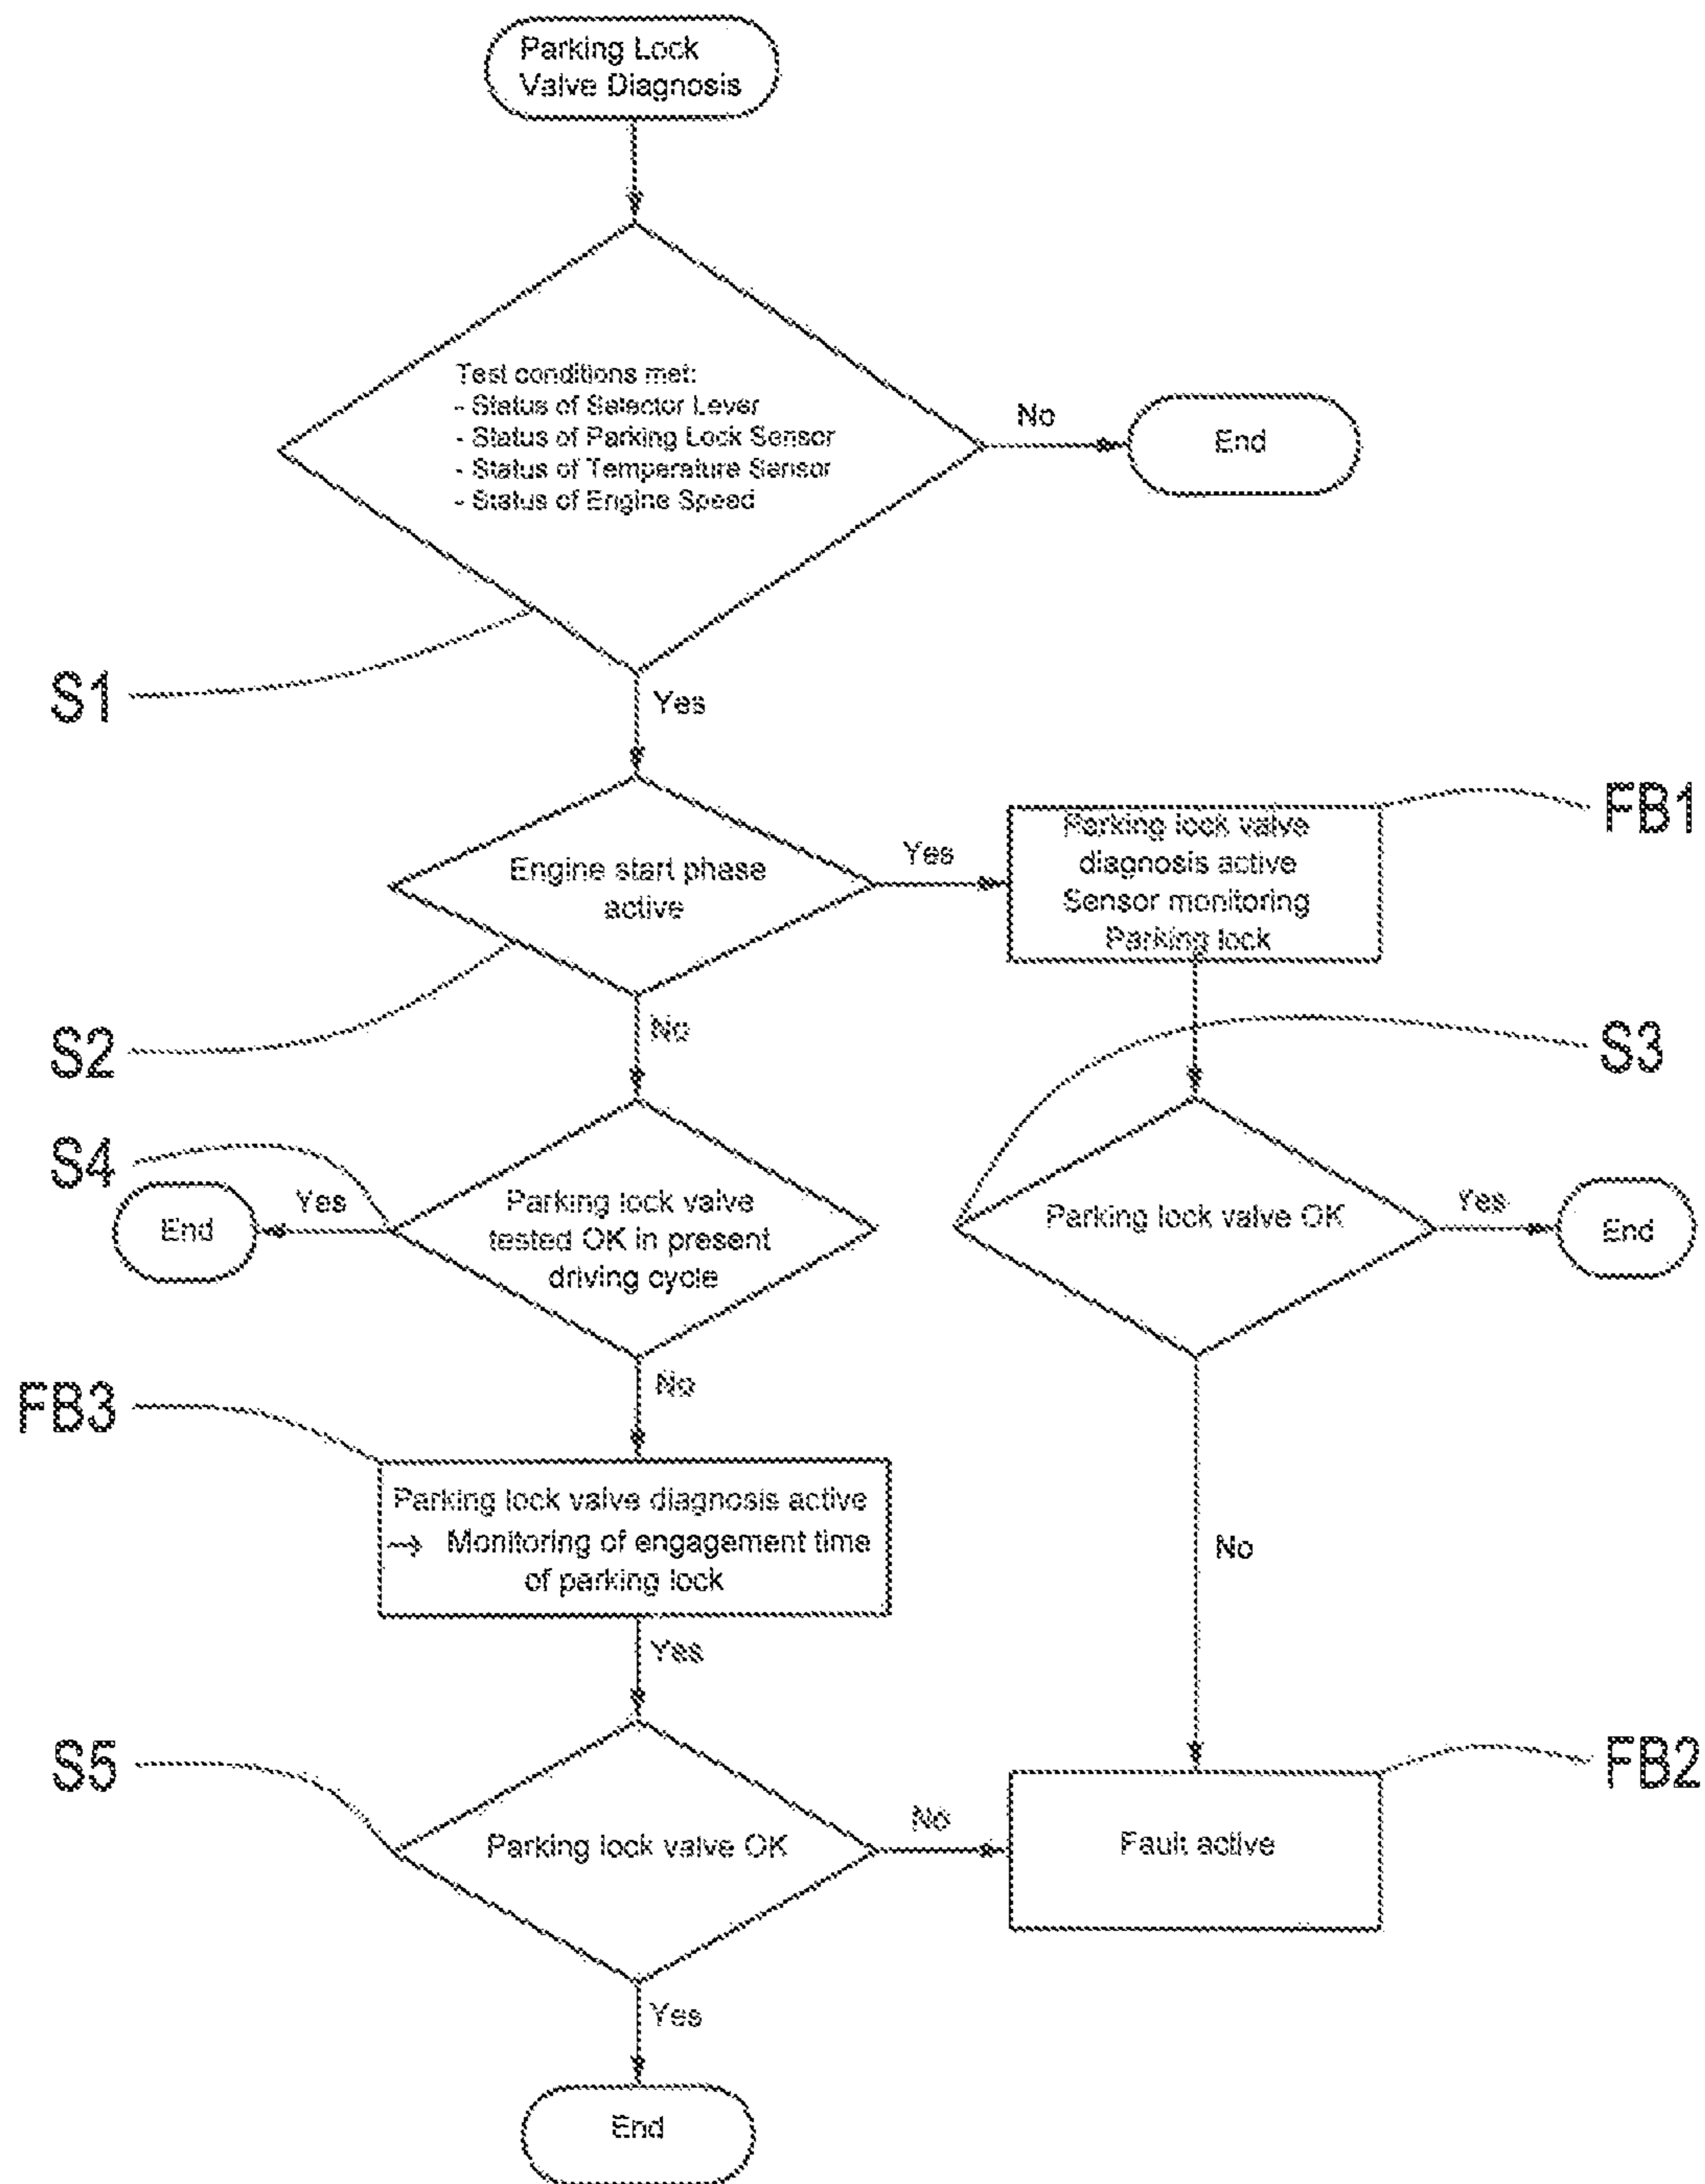 Parking Lock
Valve Diagnosis
Test conditions met:
- Status of Selector Lever
- Status of Parking Lock Sensor
- Status of Temperature Sensor
- Status of Engine Speed
No
End
S1
Yes
Engine start phase
active
Yes
Parking lock valve
diagnosis active
Sensor monitoring
Parking lock
FB1
S2
No
S3
S4
End
Yes
Parking lock valve
tested OK in present
driving cycle
Parking lock valve OK
Yes
End
No
FB3
Parking lock valve diagnosis active
→ Monitoring of engagement time
of parking lock
No
Yes
S5
Parking lock valve OK
No
Fault active
FB2
Yes
End